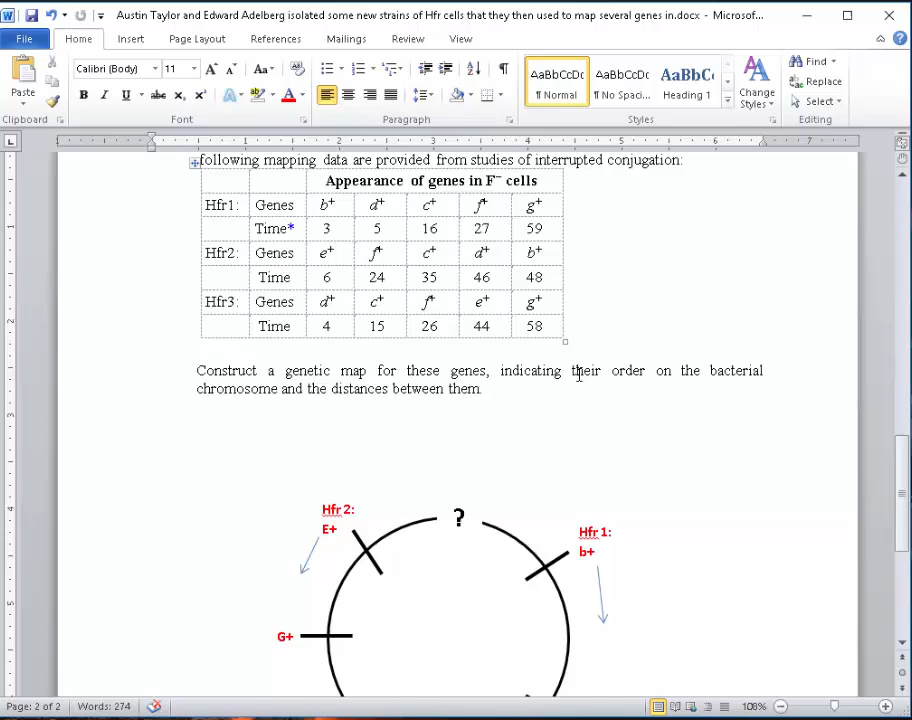 Austin Taylor and Edward Adelberg isolated some new strains of Hfr cells that they then used to map several genes in.docx - Microsof...
File Home Insert Page Layout References Mailings Review View
Calibri (Body) 11
Paste
B I U abc x₂ x²
AaBbCcDc AaBbCcDc AaBbC
¶ Normal ¶ No Spaci... Heading 1
Change Styles
Find
Replace
Select
Clipboard Font Paragraph Styles Editing
following mapping data are provided from studies of interrupted conjugation:
Appearance of genes in F⁻ cells
Hfr1: Genes b⁺ d⁺ c⁺ f⁺ g⁺
Time* 3 5 16 27 59
Hfr2: Genes e⁺ f⁺ c⁺ d⁺ b⁺
Time 6 24 35 46 48
Hfr3: Genes d⁺ c⁺ f⁺ e⁺ g⁺
Time 4 15 26 44 58
Construct a genetic map for these genes, indicating their order on the bacterial
chromosome and the distances between them.
?
Hfr 2:
E+
Hfr 1:
b+
G+
Page: 2 of 2 Words: 274 108%